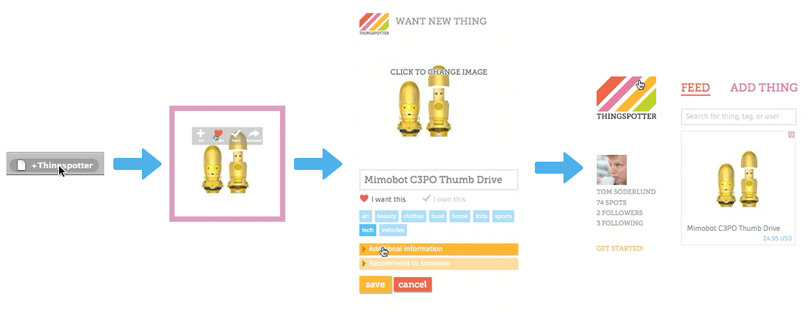 +Thingspotter
THINGSPOTTER
WANT NEW THING
CLICK TO CHANGE IMAGE
Mimobot C3PO Thumb Drive
I want this
I own this
art beauty clothes food home kids sports
tech vehicles
Additional information
Recommend to someone
save cancel
THINGSPOTTER
FEED ADD THING
Search for thing, tag, or user
TOM SÖDERLUND
74 SPOTS
2 FOLLOWERS
3 FOLLOWING
GET STARTED!
Mimobot C3PO Thumb Drive
24.95 USD